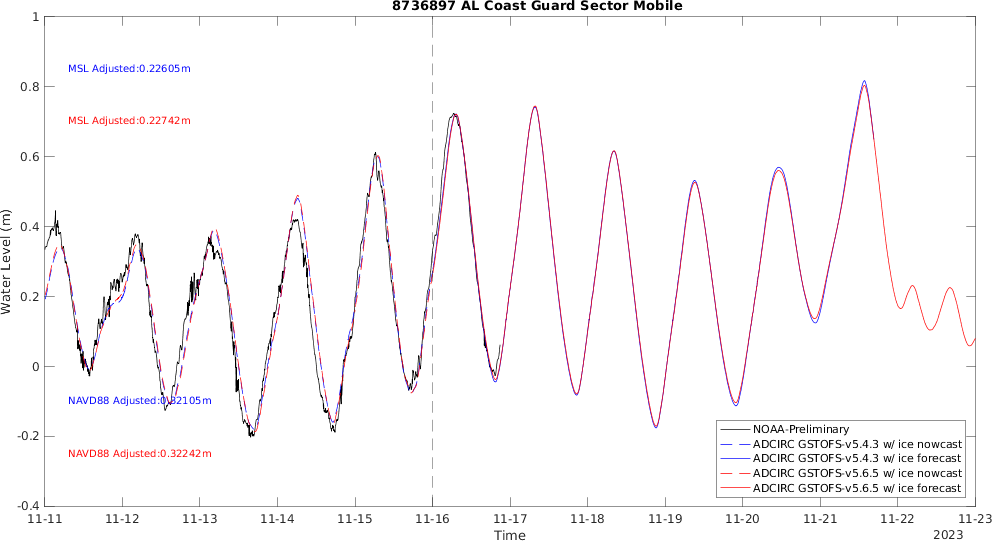 8736897 AL Coast Guard Sector Mobile
1
0.8
0.6
0.4
0.2
0
-0.2
-0.4
Water Level (m)
MSL Adjusted:0.22605m
MSL Adjusted:0.22742m
NAVD88 Adjusted:0.32105m
NAVD88 Adjusted:0.32242m
NOAA-Preliminary
ADCIRC GSTOFS-v5.4.3 w/ ice nowcast
ADCIRC GSTOFS-v5.4.3 w/ ice forecast
ADCIRC GSTOFS-v5.6.5 w/ ice nowcast
ADCIRC GSTOFS-v5.6.5 w/ ice forecast
11-11 11-12 11-13 11-14 11-15 11-16 11-17 11-18 11-19 11-20 11-21 11-22 11-23
Time
2023